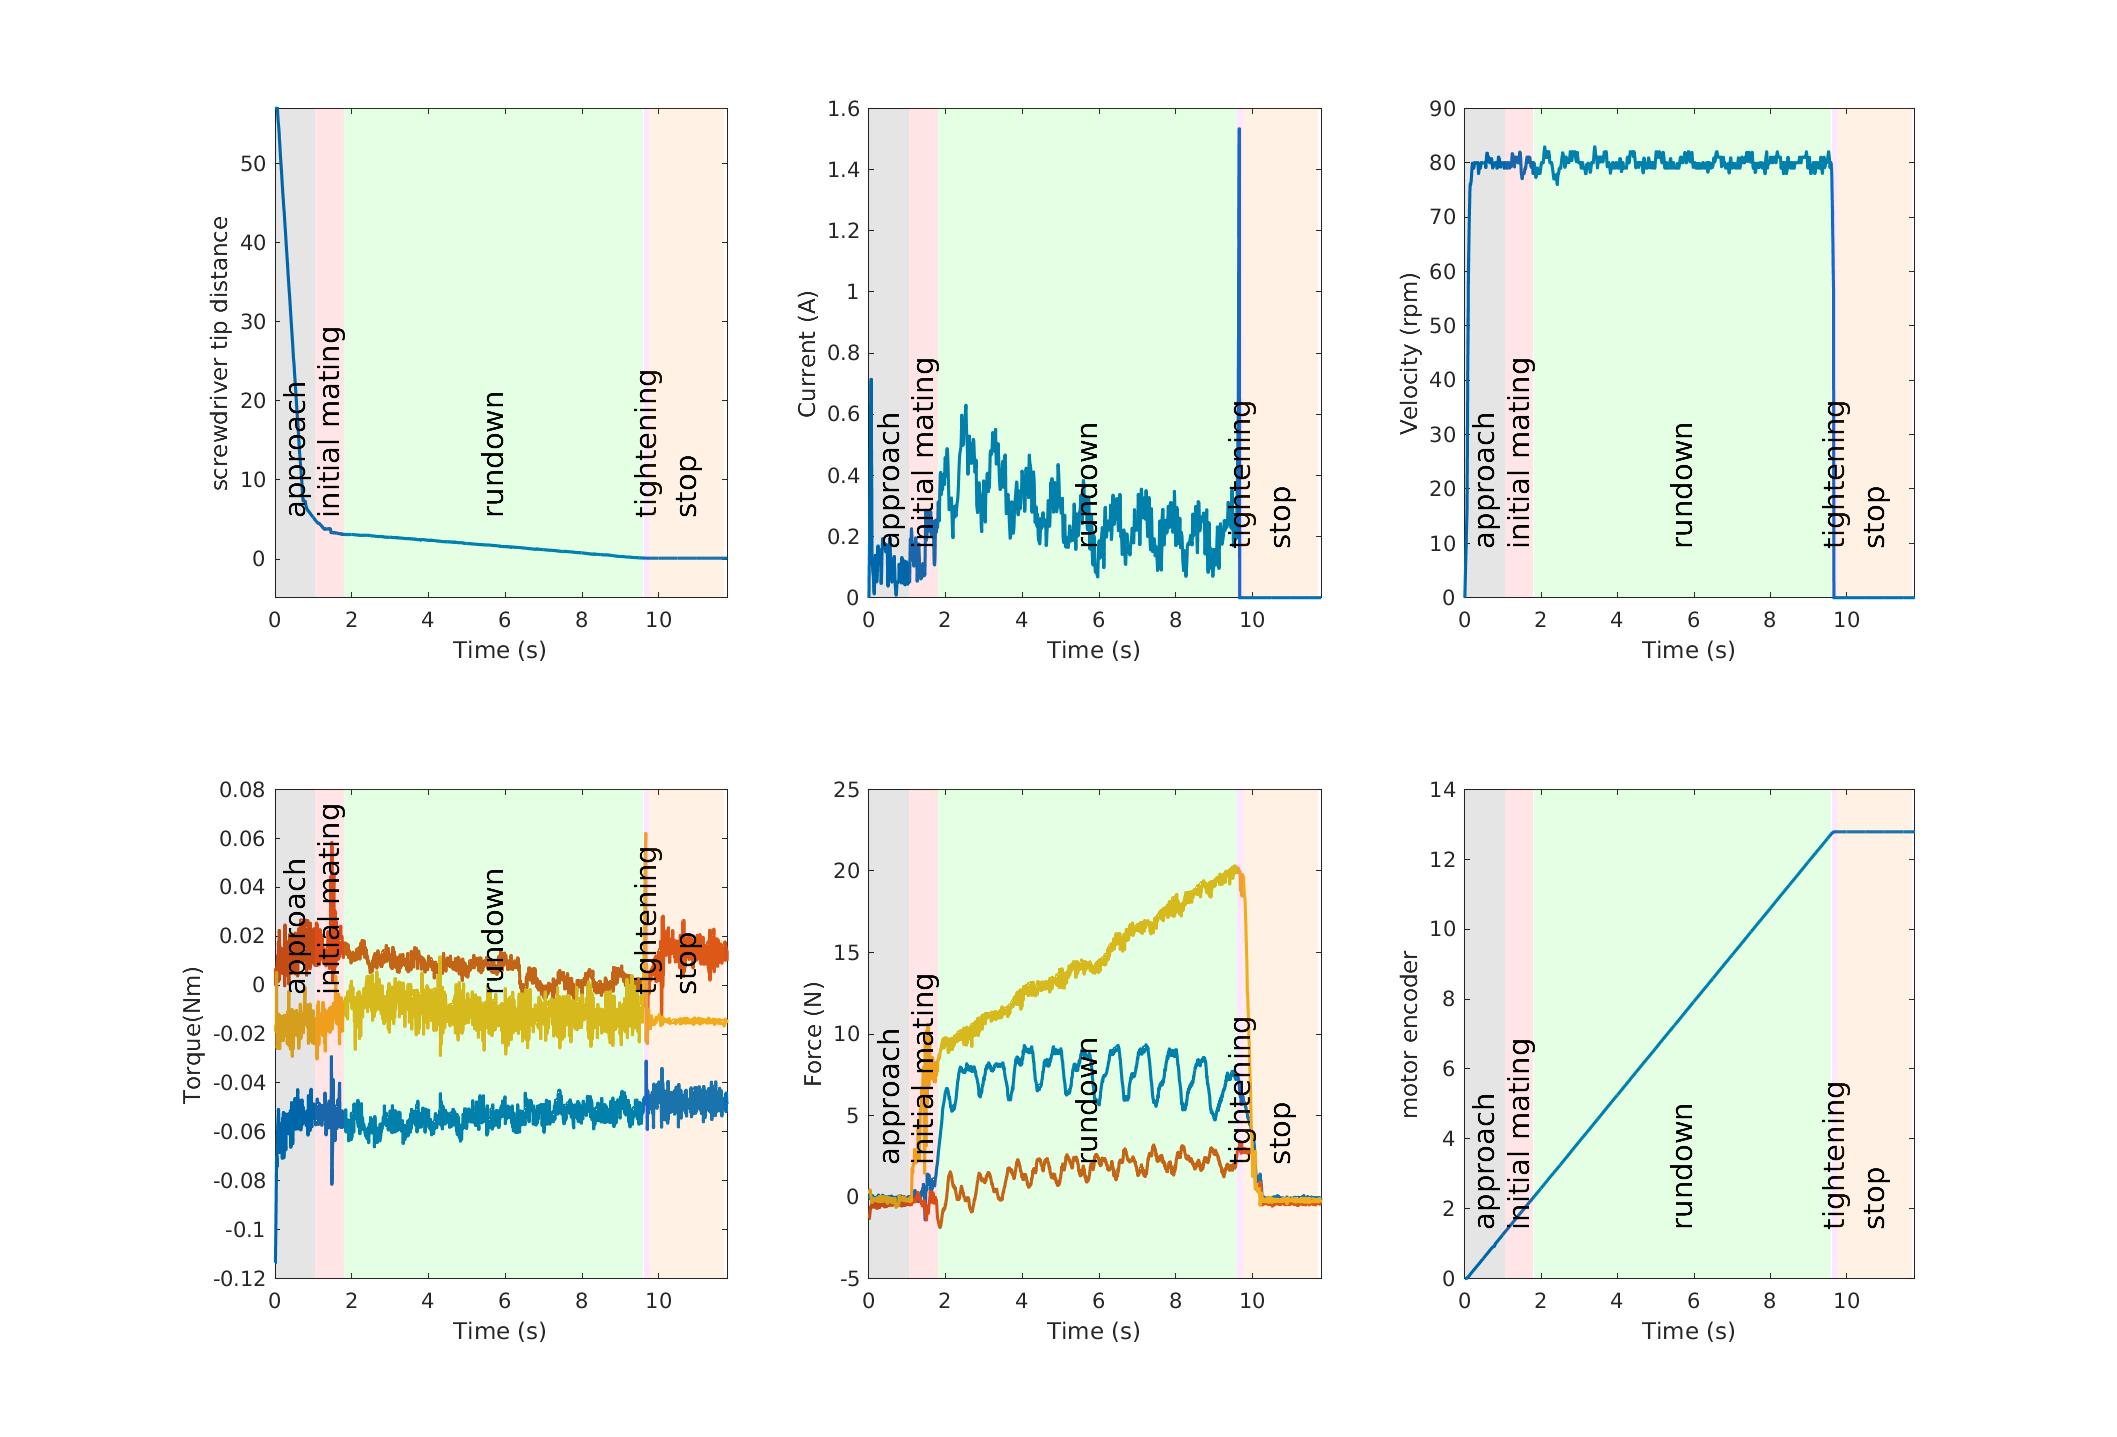 screwdriver tip distance
50
40
30
20
10
0
approach
initial mating
rundown
tightening
stop
0 2 4 6 8 10
Time (s)
Current (A)
1.6
1.4
1.2
1
0.8
0.6
0.4
0.2
0
approach
initial mating
rundown
tightening
stop
0 2 4 6 8 10
Time (s)
Velocity (rpm)
90
80
70
60
50
40
30
20
10
0
approach
initial mating
rundown
tightening
stop
0 2 4 6 8 10
Time (s)
Torque(Nm)
0.08
0.06
0.04
0.02
0
-0.02
-0.04
-0.06
-0.08
-0.1
-0.12
approach
initial mating
rundown
tightening
stop
0 2 4 6 8 10
Time (s)
Force (N)
25
20
15
10
5
0
-5
approach
initial mating
rundown
tightening
stop
0 2 4 6 8 10
Time (s)
motor encoder
14
12
10
8
6
4
2
0
approach
initial mating
rundown
tightening
stop
0 2 4 6 8 10
Time (s)